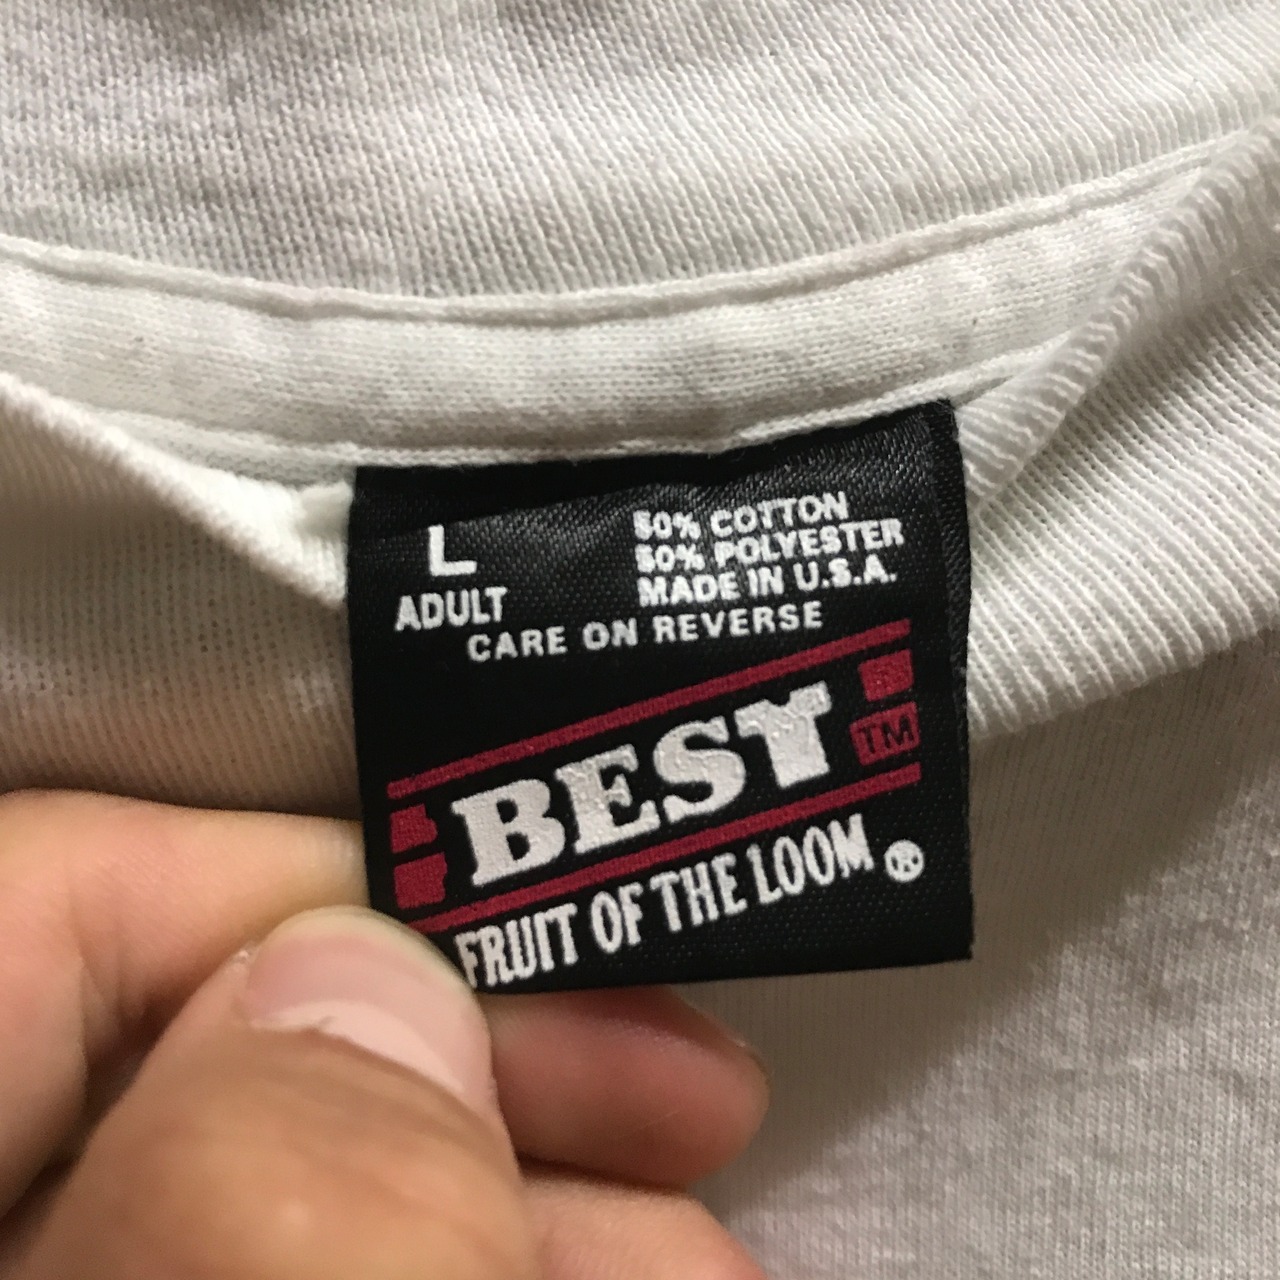 L
ADULT
50% COTTON
50% POLYESTER
MADE IN U.S.A.
CARE ON REVERSE
BEST
TM
FRUIT OF THE LOOM ®